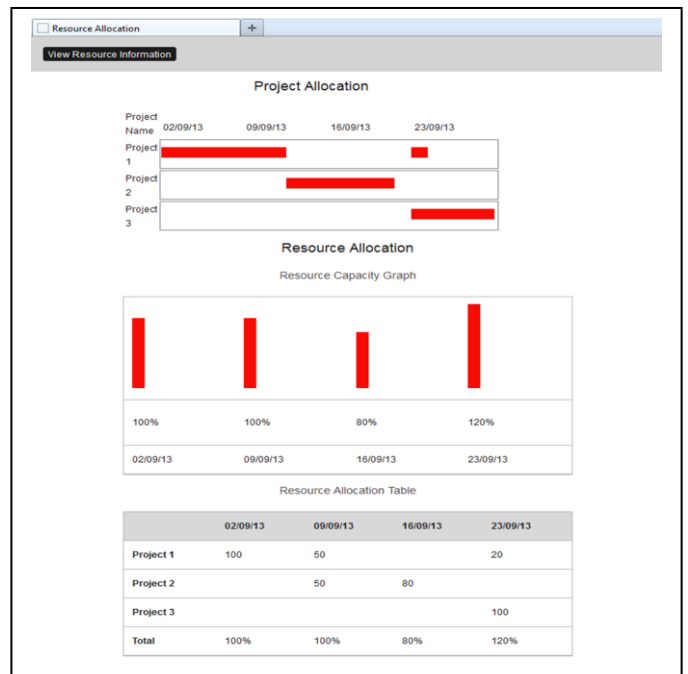 Resource Allocation +
View Resource Information
Project Allocation
Project
Name 02/09/13 09/09/13 16/09/13 23/09/13
Project
1
Project
2
Project
3
Resource Allocation
Resource Capacity Graph
100% 100% 80% 120%
02/09/13 09/09/13 16/09/13 23/09/13
Resource Allocation Table
02/09/13 09/09/13 16/09/13 23/09/13
Project 1 100 50 20
Project 2 50 80
Project 3 100
Total 100% 100% 80% 120%